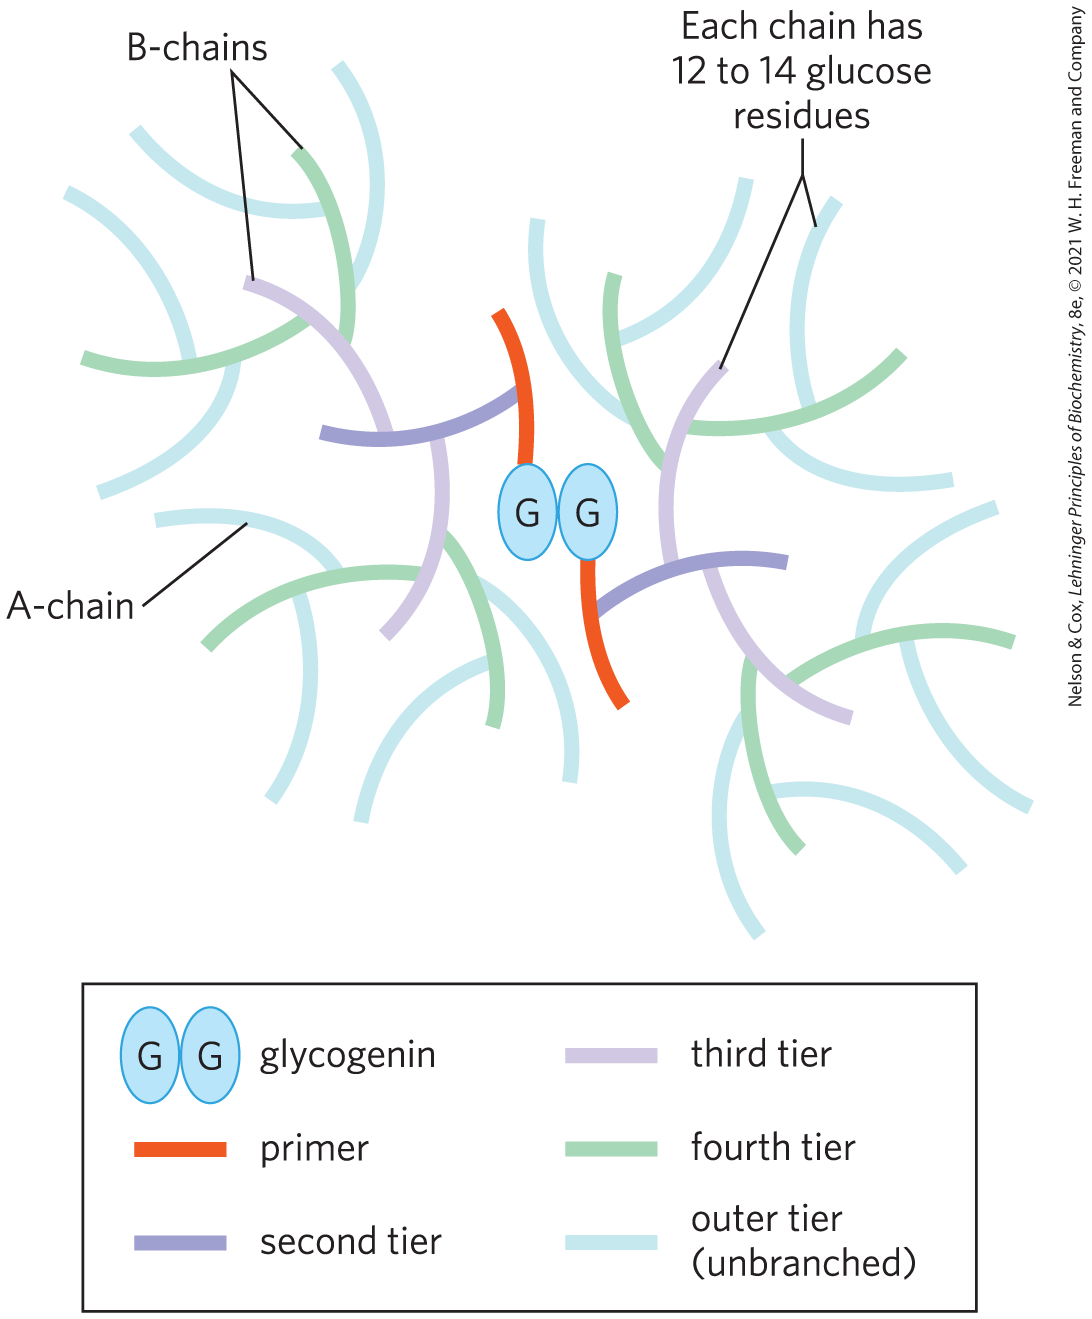 B-chains
Each chain has
12 to 14 glucose
residues
G G
A-chain
G G glycogenin
primer
second tier
third tier
fourth tier
outer tier
(unbranched)
Nelson & Cox, Lehninger Principles of Biochemistry, 8e, © 2021 W. H. Freeman and Company